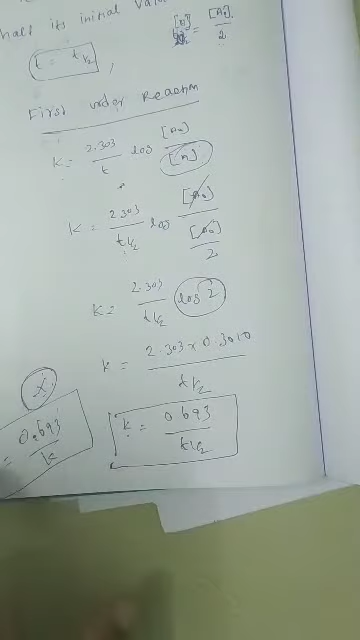 half its initial valu
[A] = [A₀] / 2
t = t½ ,
First order Reaction
K = 2.303 / t log [A₀] / [A]
K = 2.303 / t½ log [A₀] / [A₀] / 2
K = 2.303 / t½ log 2
K = 2.303 × 0.3010 / t½
K = 0.693 / t½
= 0.693 / K